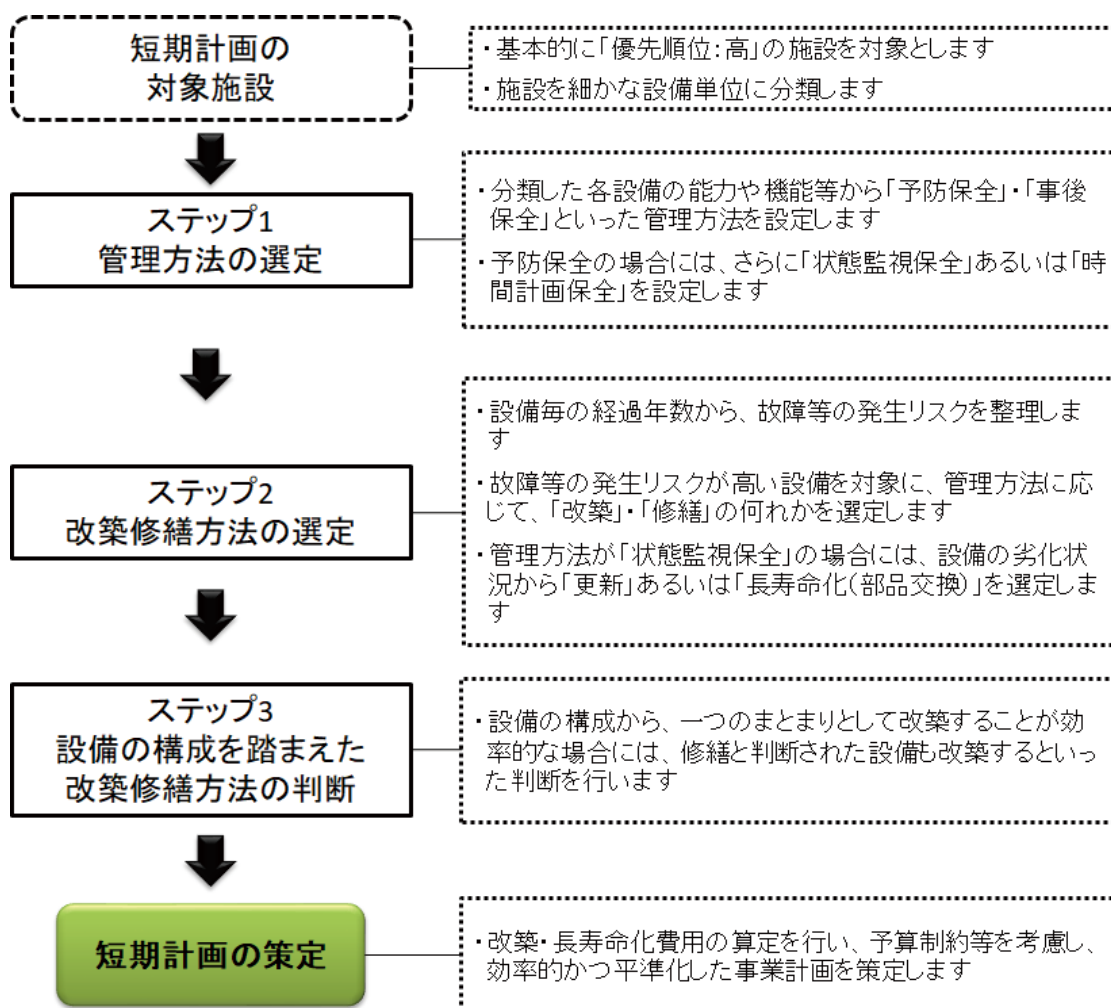 短期計画の
対象施設
・基本的に「優先順位:高」の施設を対象とします
・施設を細かな設備単位に分類します
ステップ1
管理方法の選定
・分類した各設備の能力や機能等から「予防保全」・「事後
保全」といった管理方法を設定します
・予防保全の場合には、さらに「状態監視保全」あるいは「時
間計画保全」を設定します
ステップ2
改築修繕方法の選定
・設備毎の経過年数から、故障等の発生リスクを整理しま
す
・故障等の発生リスクが高い設備を対象に、管理方法に応
じて、「改築」・「修繕」の何れかを選定します
・管理方法が「状態監視保全」の場合には、設備の劣化状
況から「更新」あるいは「長寿命化(部品交換)」を選定しま
す
ステップ3
設備の構成を踏まえた
改築修繕方法の判断
・設備の構成から、一つのまとまりとして改築することが効
率的な場合には、修繕と判断された設備も改築するといっ
た判断を行います
短期計画の策定
・改築・長寿命化費用の算定を行い、予算制約等を考慮し、
効率的かつ平準化した事業計画を策定します